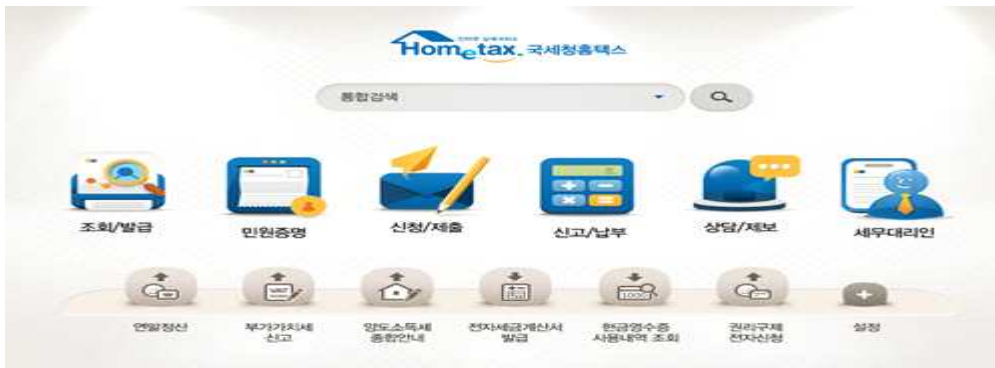 Hometax. 국세청홈택스
통합검색
조회/발급 민원증명 신청/제출 신고/납부 상담/제보 세무대리인
연말정산 부가가치세 신고 양도소득세 종합안내 전자세금계산서 발급 현금영수증 사용내역 조회 권리구제 전자신청 설정